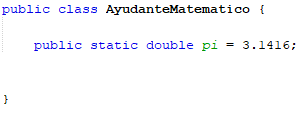 public class AyudanteMatematico {
public static double pi = 3.1416;
}